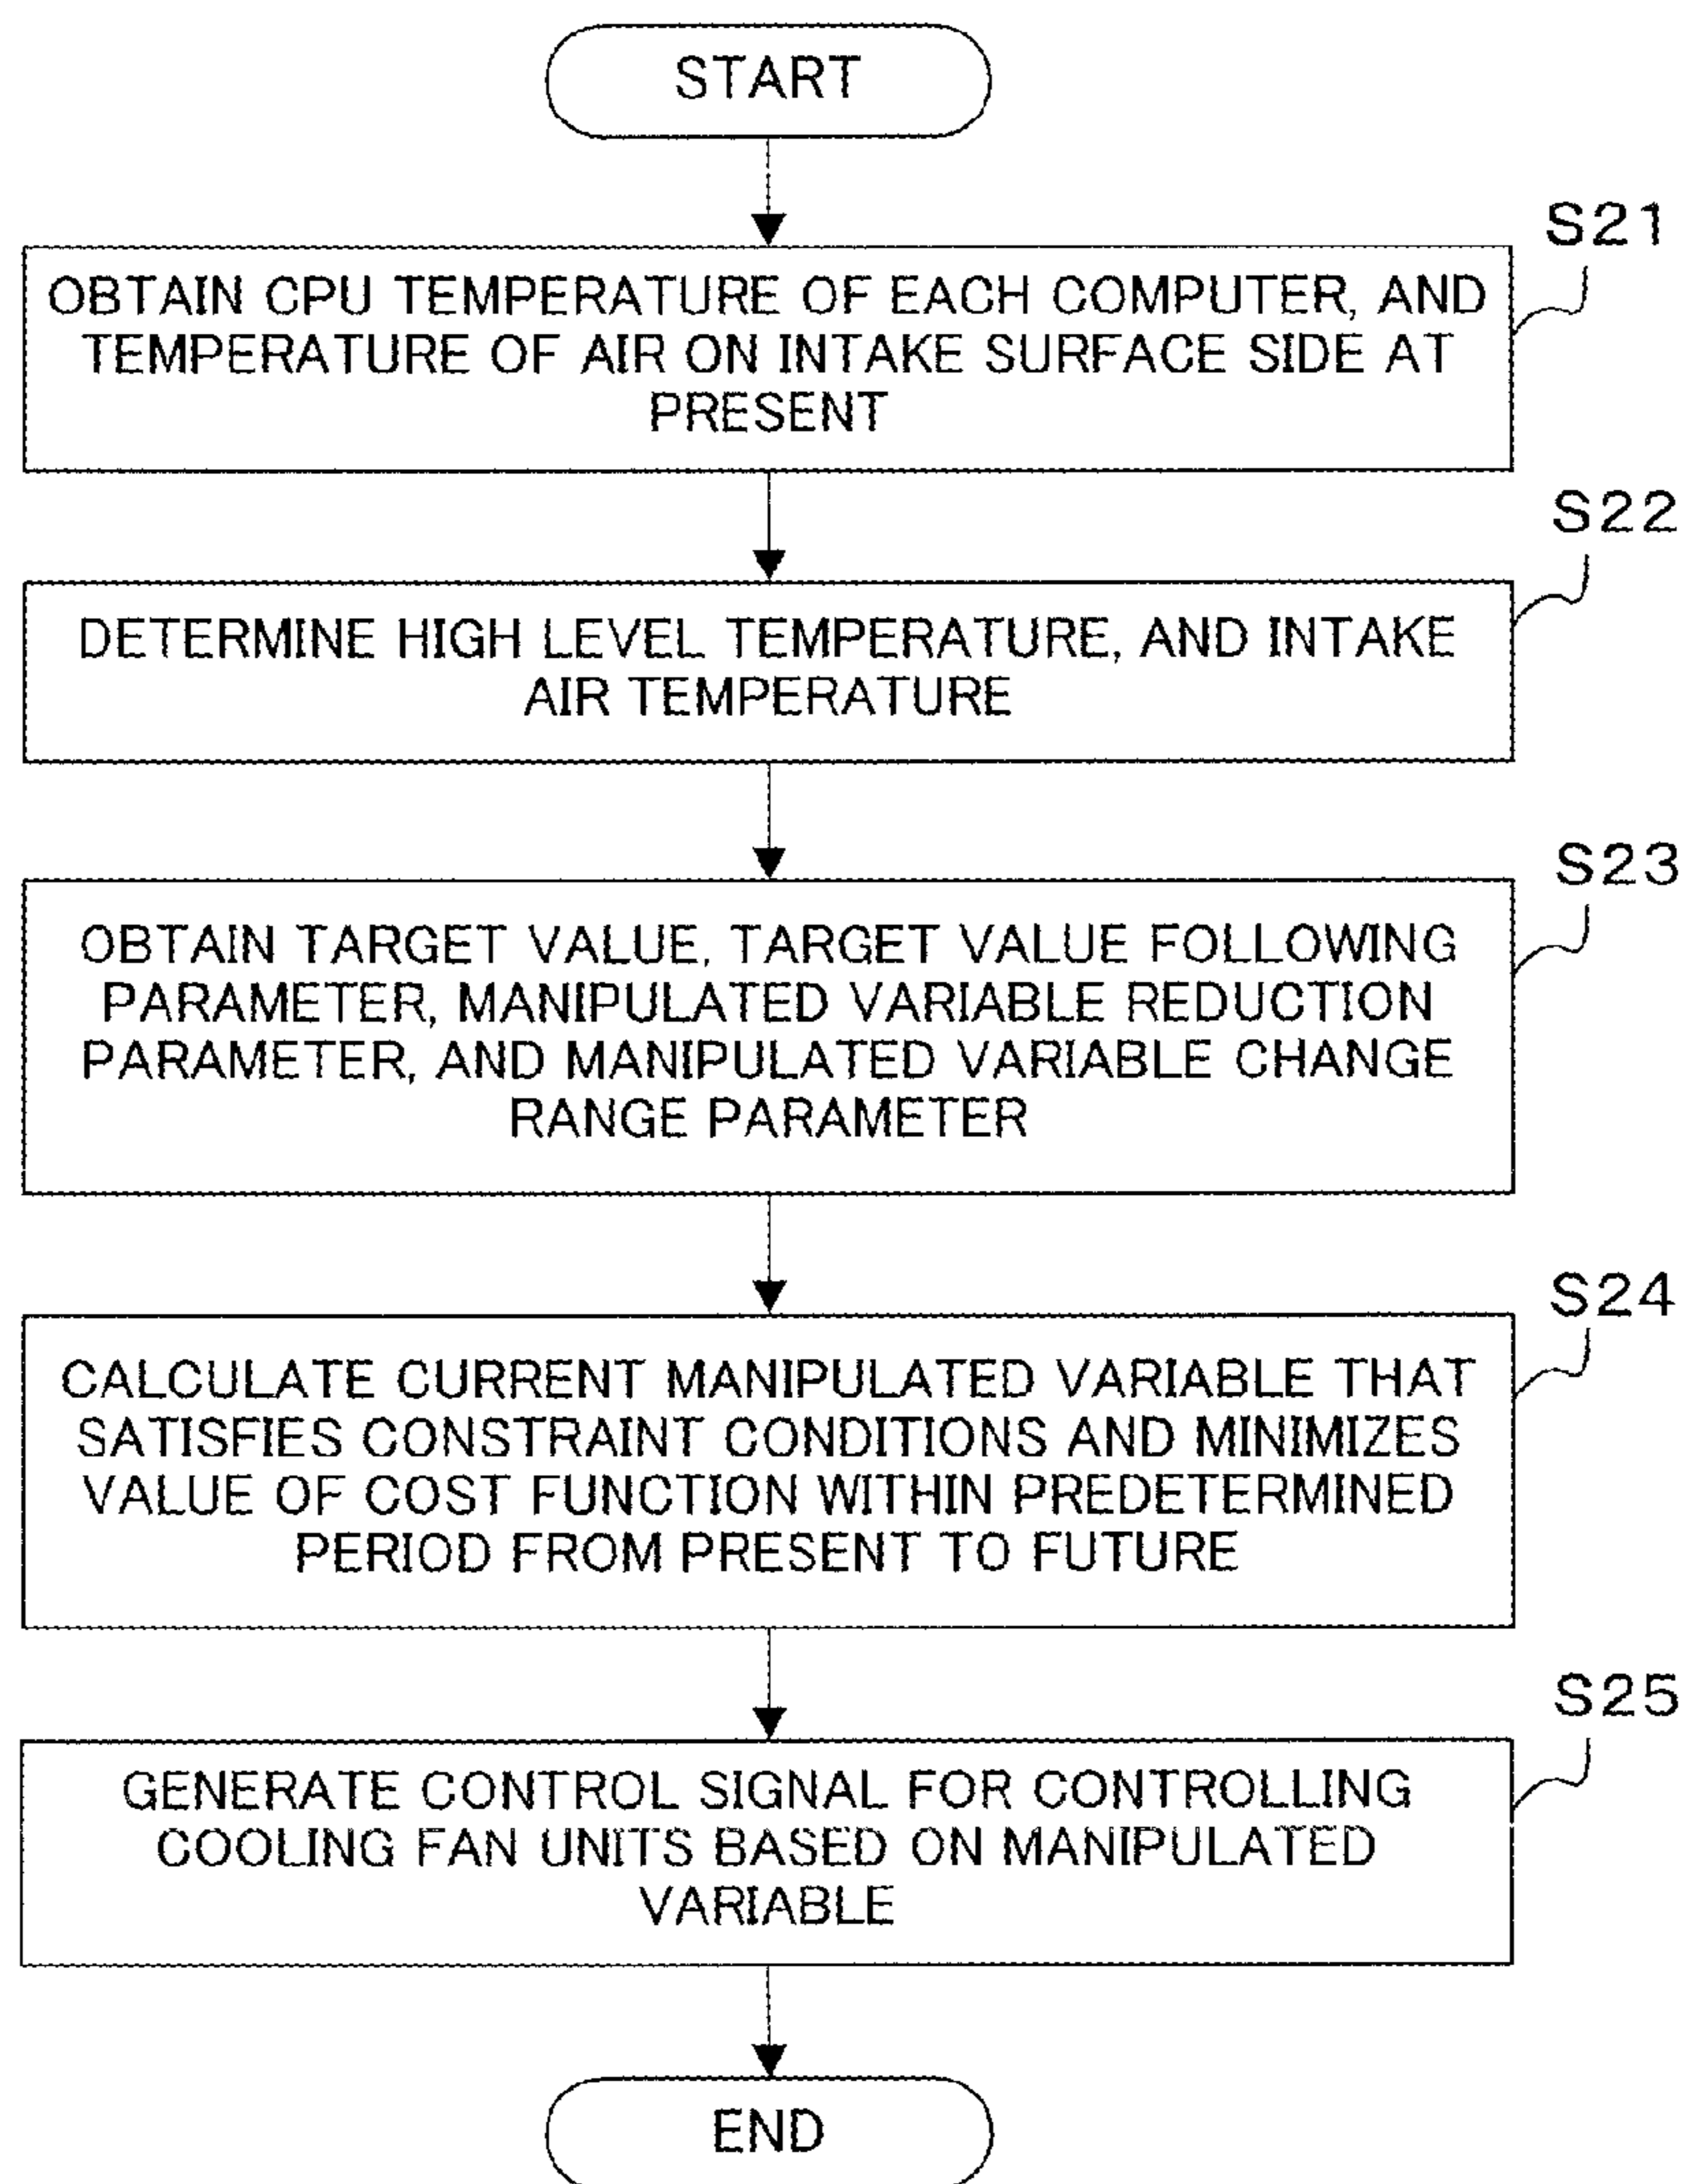 START
S21
OBTAIN CPU TEMPERATURE OF EACH COMPUTER, AND
TEMPERATURE OF AIR ON INTAKE SURFACE SIDE AT
PRESENT
S22
DETERMINE HIGH LEVEL TEMPERATURE, AND INTAKE
AIR TEMPERATURE
S23
OBTAIN TARGET VALUE, TARGET VALUE FOLLOWING
PARAMETER, MANIPULATED VARIABLE REDUCTION
PARAMETER, AND MANIPULATED VARIABLE CHANGE
RANGE PARAMETER
S24
CALCULATE CURRENT MANIPULATED VARIABLE THAT
SATISFIES CONSTRAINT CONDITIONS AND MINIMIZES
VALUE OF COST FUNCTION WITHIN PREDETERMINED
PERIOD FROM PRESENT TO FUTURE
S25
GENERATE CONTROL SIGNAL FOR CONTROLLING
COOLING FAN UNITS BASED ON MANIPULATED
VARIABLE
END